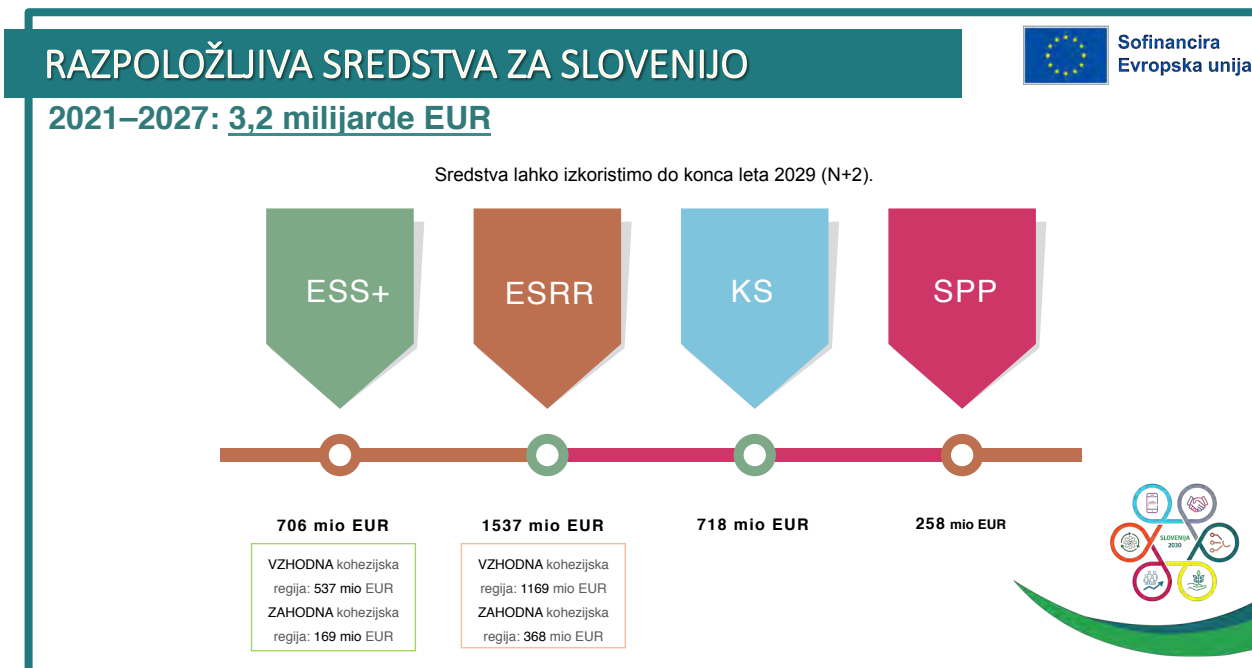 RAZPOLOŽLJIVA SREDSTVA ZA SLOVENIJO
Sofinancira
Evropska unija
2021–2027: 3,2 milijarde EUR
Sredstva lahko izkoristimo do konca leta 2029 (N+2).
ESS+
ESRR
KS
SPP
706 mio EUR
1537 mio EUR
718 mio EUR
258 mio EUR
VZHODNA kohezijska
regija: 537 mio EUR
ZAHODNA kohezijska
regija: 169 mio EUR
VZHODNA kohezijska
regija: 1169 mio EUR
ZAHODNA kohezijska
regija: 368 mio EUR
SLOVENIJA
2030